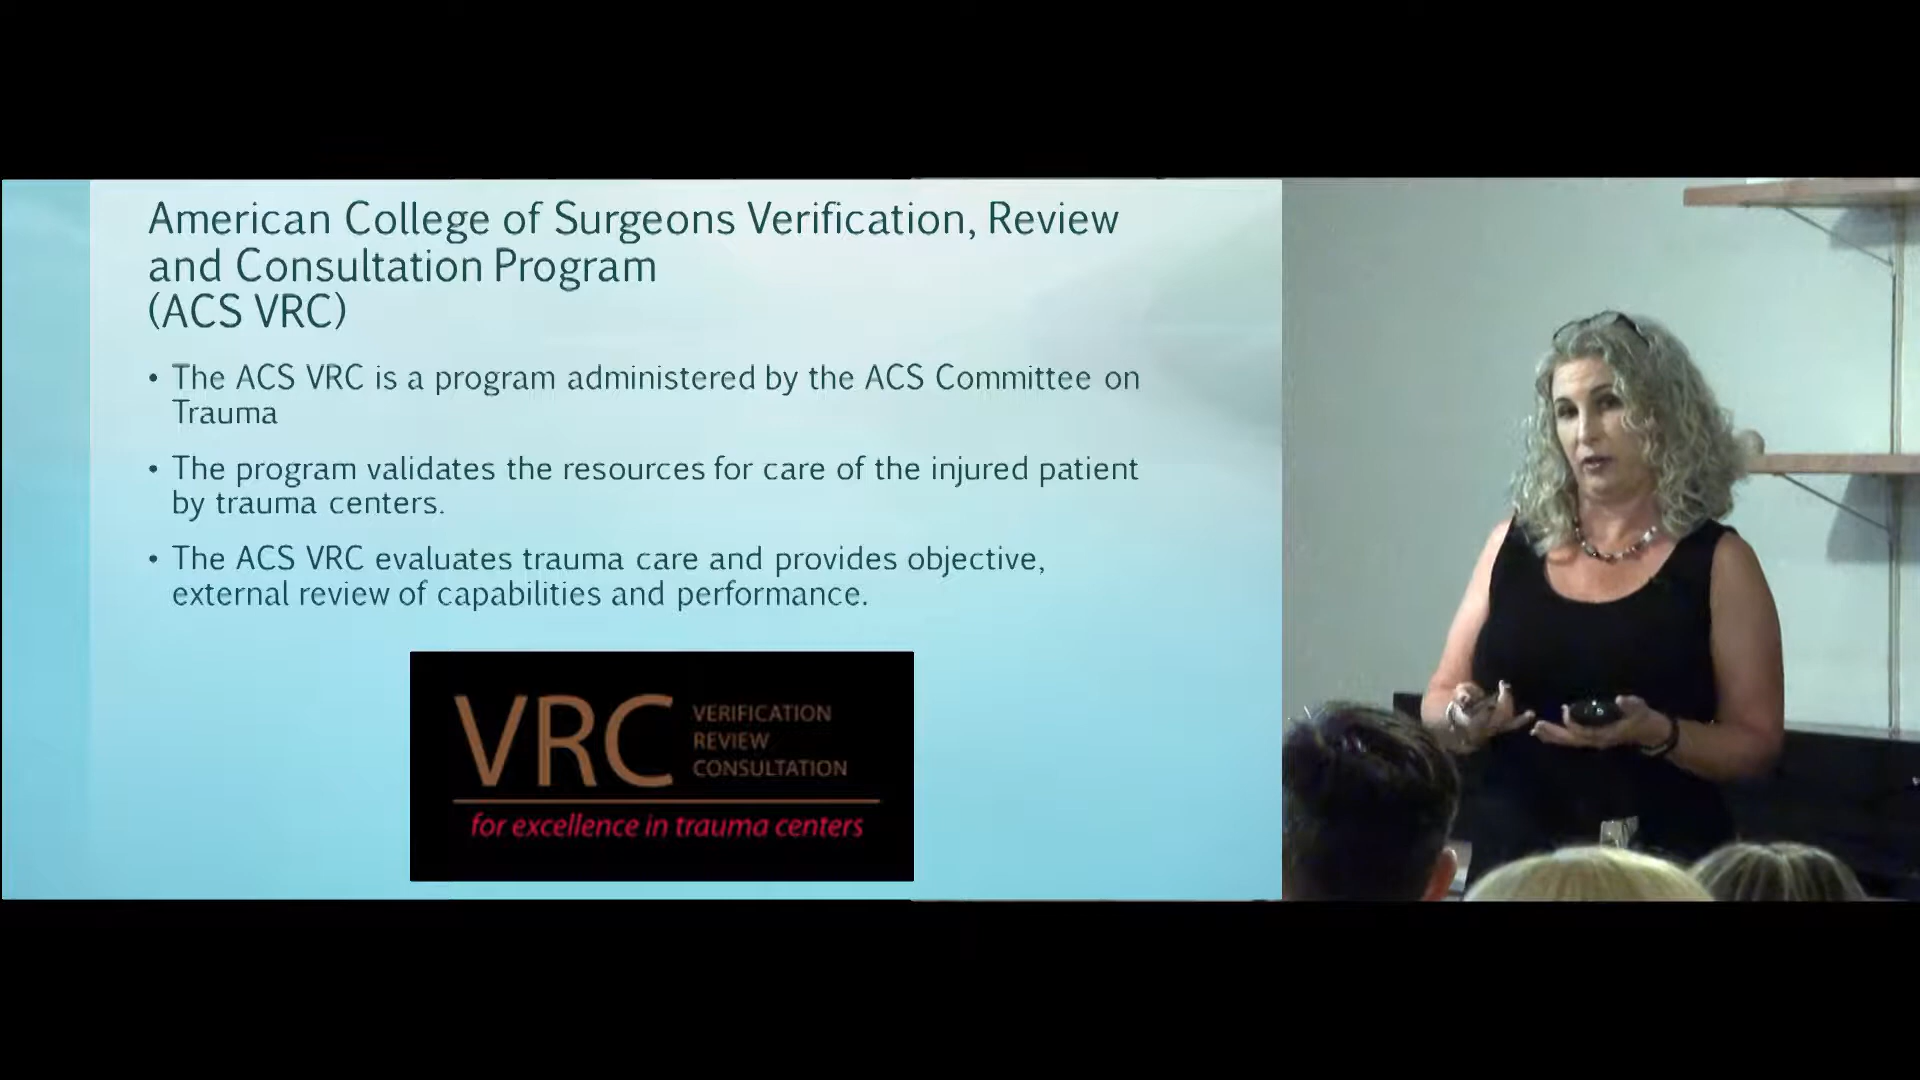 American College of Surgeons Verification, Review
and Consultation Program
(ACS VRC)
• The ACS VRC is a program administered by the ACS Committee on
Trauma
• The program validates the resources for care of the injured patient
by trauma centers.
• The ACS VRC evaluates trauma care and provides objective,
external review of capabilities and performance.
VRC
VERIFICATION
REVIEW
CONSULTATION
for excellence in trauma centers